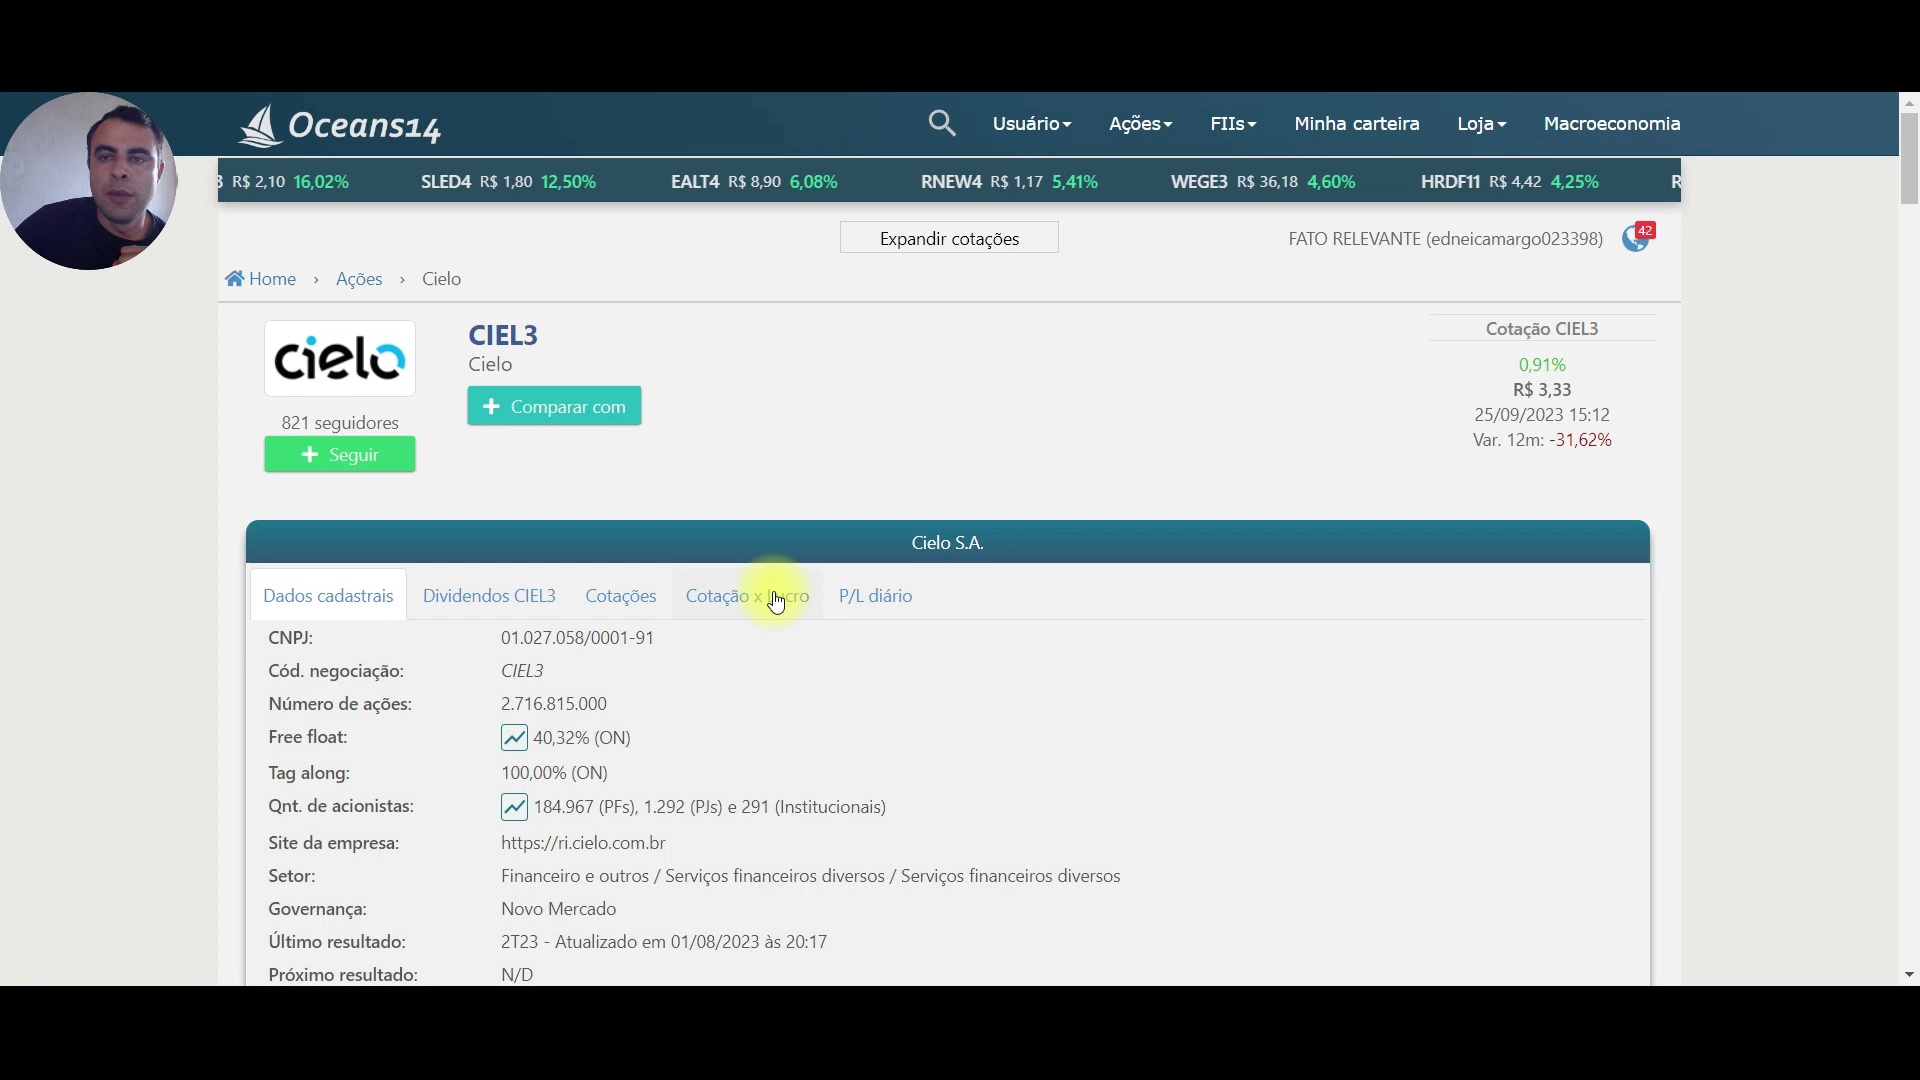 Oceans14
Usuário
Ações
FIIs
Minha carteira
Loja
Macroeconomia
3 R$ 2,10 16,02%
SLED4 R$ 1,80 12,50%
EALT4 R$ 8,90 6,08%
RNEW4 R$ 1,17 5,41%
WEGE3 R$ 36,18 4,60%
HRDF11 R$ 4,42 4,25%
R
Expandir cotações
FATO RELEVANTE (edneicamargo023398)
42
Home › Ações › Cielo
cielo
821 seguidores
+ Seguir
CIEL3
Cielo
+ Comparar com
Cotação CIEL3
0,91%
R$ 3,33
25/09/2023 15:12
Var. 12m: -31,62%
Cielo S.A.
Dados cadastrais
Dividendos CIEL3
Cotações
Cotação x Lucro
P/L diário
CNPJ: 01.027.058/0001-91
Cód. negociação: CIEL3
Número de ações: 2.716.815.000
Free float: 40,32% (ON)
Tag along: 100,00% (ON)
Qnt. de acionistas: 184.967 (PFs), 1.292 (PJs) e 291 (Institucionais)
Site da empresa: https://ri.cielo.com.br
Setor: Financeiro e outros / Serviços financeiros diversos / Serviços financeiros diversos
Governança: Novo Mercado
Último resultado: 2T23 - Atualizado em 01/08/2023 às 20:17
Próximo resultado: N/D